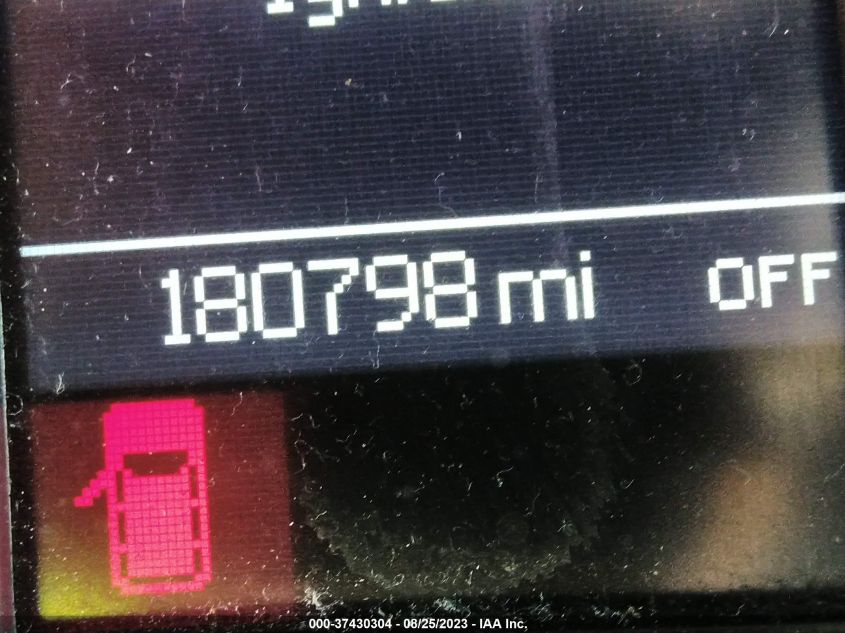 180798 mi OFF
000-37430304 - 08/25/2023 - IAA Inc.